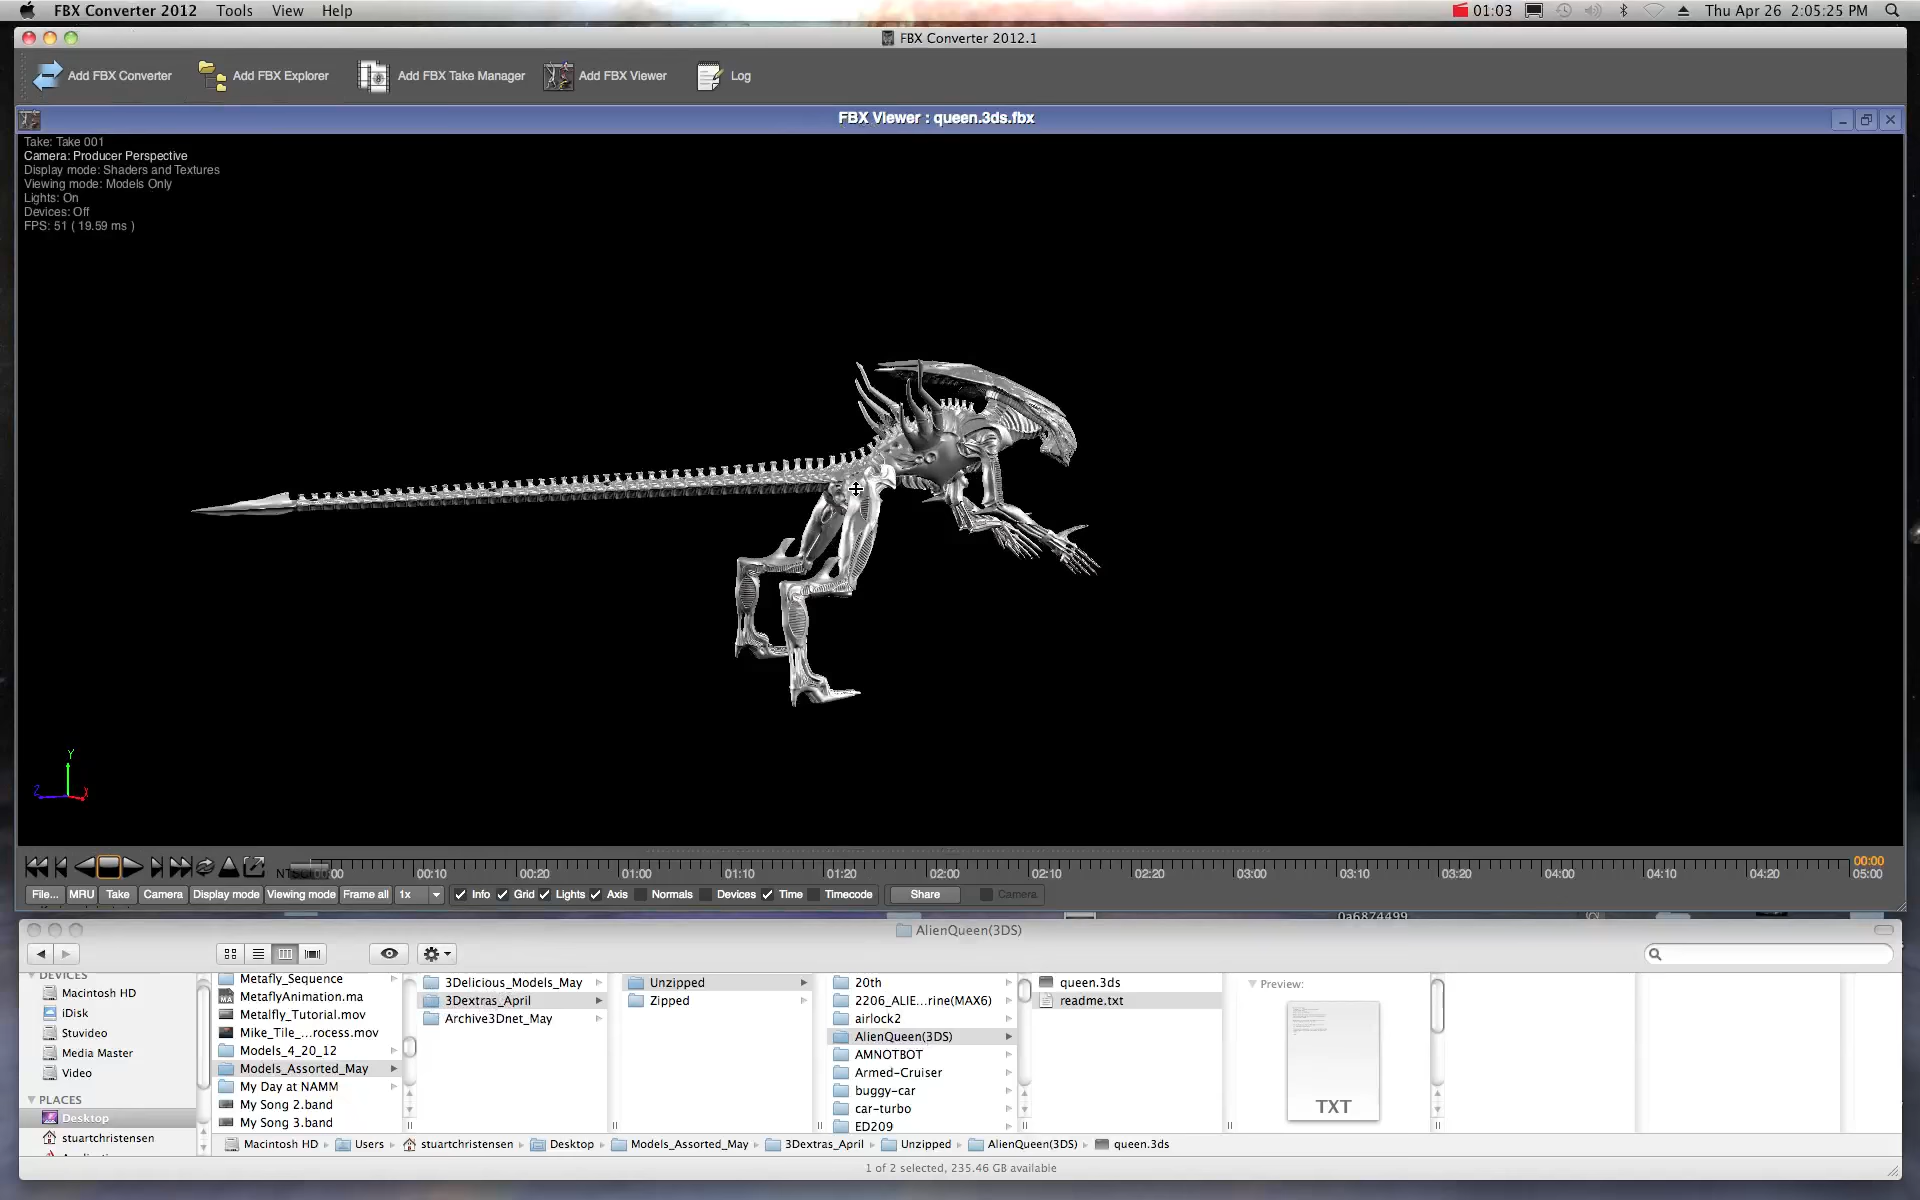 FBX Converter 2012 Tools View Help 01:03 Thu Apr 26 2:05:25 PM
FBX Converter 2012.1
Add FBX Converter Add FBX Explorer Add FBX Take Manager Add FBX Viewer Log
FBX Viewer : queen.3ds.fbx
Take: Take 001
Camera: Producer Perspective
Display mode: Shaders and Textures
Viewing mode: Models Only
Lights: On
Devices: Off
FPS: 51 ( 19.59 ms )
Y
Z X
00:00
00:10 00:20 01:00 01:10 01:20 02:00 02:10 02:20 03:00 03:10 03:20 04:00 04:10 04:20 05:00
File... MRU Take Camera Display mode Viewing mode Frame all 1x Info Grid Lights Axis Normals Devices Time Timecode Share Camera
0a6874499
AlienQueen(3DS)
DEVICES
Macintosh HD
iDisk
Stuvideo
Media Master
Video
PLACES
Desktop
stuartchristensen
Metafly_Sequence
MetaflyAnimation.ma
Metalfly_Tutorial.mov
Mike_Tile_...rocess.mov
Models_4_20_12
Models_Assorted_May
My Day at NAMM
My Song 2.band
My Song 3.band
3Delicious_Models_May
3Dextras_April
Archive3Dnet_May
Unzipped
Zipped
20th
2206_ALIE...rine(MAX6)
airlock2
AlienQueen(3DS)
AMNOTBOT
Armed-Cruiser
buggy-car
car-turbo
ED209
queen.3ds
readme.txt
Preview:
TXT
Macintosh HD Users stuartchristensen Desktop Models_Assorted_May 3Dextras_April Unzipped AlienQueen(3DS) queen.3ds
1 of 2 selected, 235.46 GB available